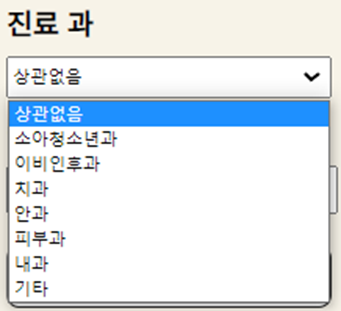 진료 과
상관없음
상관없음
소아청소년과
이비인후과
치과
안과
피부과
내과
기타